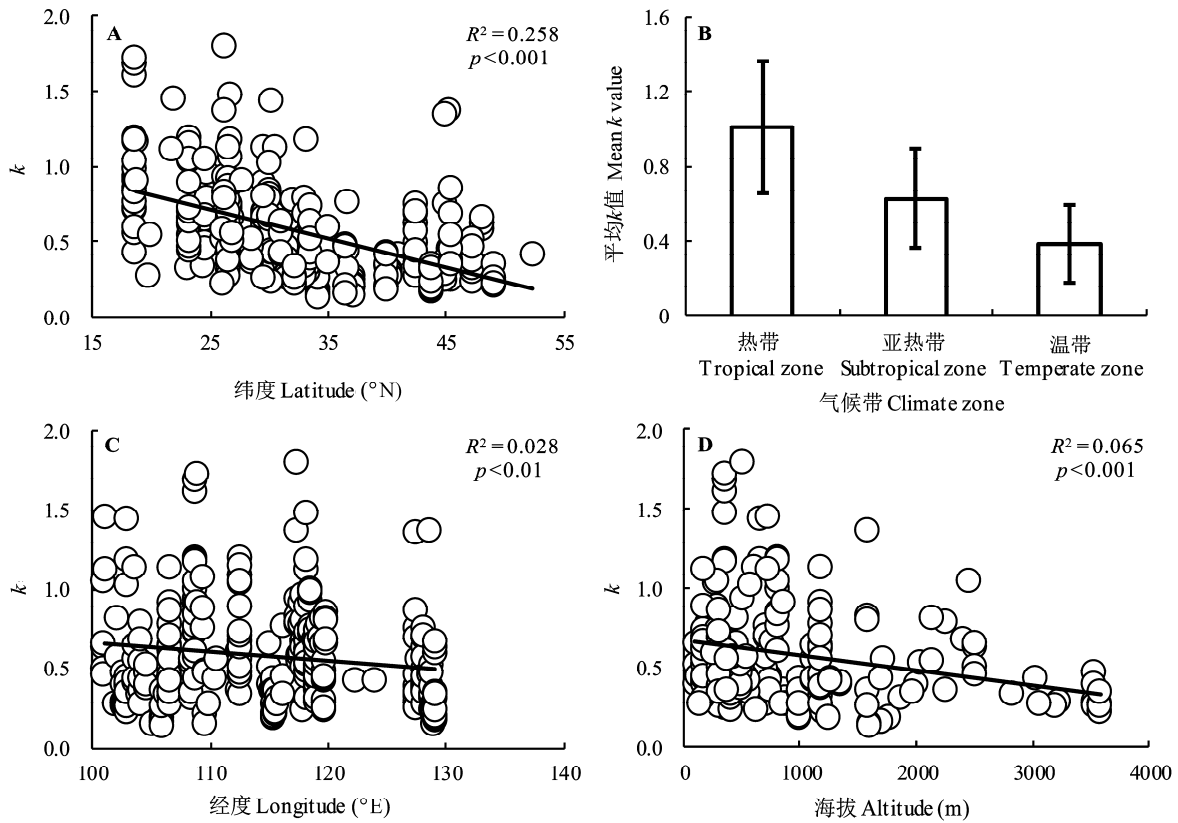 A
R²=0.258
p<0.001
2.0
1.5
1.0
0.5
0.0
k
15
25
35
45
55
纬度 Latitude (°N)
B
1.6
1.2
0.8
0.4
0
平均k值 Mean k value
热带
Tropical zone
亚热带
Subtropical zone
温带
Temperate zone
气候带 Climate zone
C
R²=0.028
p<0.01
2.0
1.5
1.0
0.5
0.0
k
100
110
120
130
140
经度 Longitude (°E)
D
R²=0.065
p<0.001
2.0
1.5
1.0
0.5
0.0
k
0
1000
2000
3000
4000
海拔 Altitude (m)